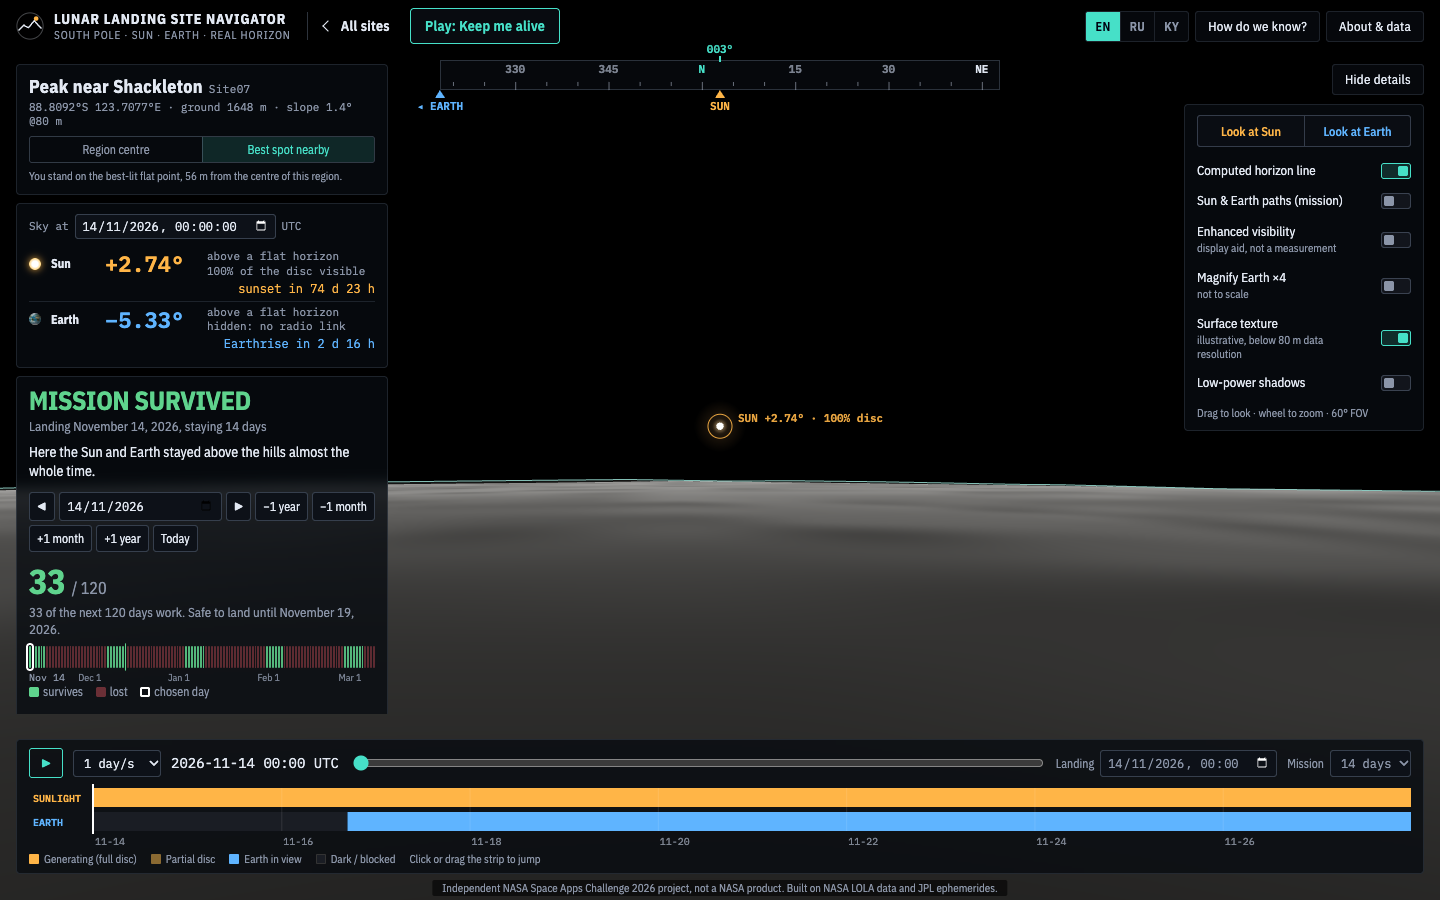 LUNAR LANDING SITE NAVIGATOR
SOUTH POLE · SUN · EARTH · REAL HORIZON
All sites
Play: Keep me alive
EN RU KY
How do we know?
About & data
003°
330 345 N 15 30 NE
◂ EARTH
SUN
Hide details
Peak near Shackleton Site07
88.8092°S 123.7077°E · ground 1648 m · slope 1.4°
@80 m
Region centre
Best spot nearby
You stand on the best-lit flat point, 56 m from the centre of this region.
Sky at 14/11/2026, 00:00:00 UTC
Sun +2.74° above a flat horizon
100% of the disc visible
sunset in 74 d 23 h
Earth −5.33° above a flat horizon
hidden: no radio link
Earthrise in 2 d 16 h
MISSION SURVIVED
Landing November 14, 2026, staying 14 days
Here the Sun and Earth stayed above the hills almost the
whole time.
◀ 14/11/2026 ▶ −1 year −1 month
+1 month +1 year Today
33 / 120
33 of the next 120 days work. Safe to land until November 19,
2026.
Nov 14 Dec 1 Jan 1 Feb 1 Mar 1
survives lost chosen day
Look at Sun
Look at Earth
Computed horizon line
Sun & Earth paths (mission)
Enhanced visibility
display aid, not a measurement
Magnify Earth ×4
not to scale
Surface texture
illustrative, below 80 m data
resolution
Low-power shadows
Drag to look · wheel to zoom · 60° FOV
SUN +2.74° · 100% disc
▶ 1 day/s 2026-11-14 00:00 UTC
Landing 14/11/2026, 00:00
Mission 14 days
SUNLIGHT
EARTH
11-14 11-16 11-18 11-20 11-22 11-24 11-26
Generating (full disc) Partial disc Earth in view Dark / blocked Click or drag the strip to jump
Independent NASA Space Apps Challenge 2026 project, not a NASA product. Built on NASA LOLA data and JPL ephemerides.